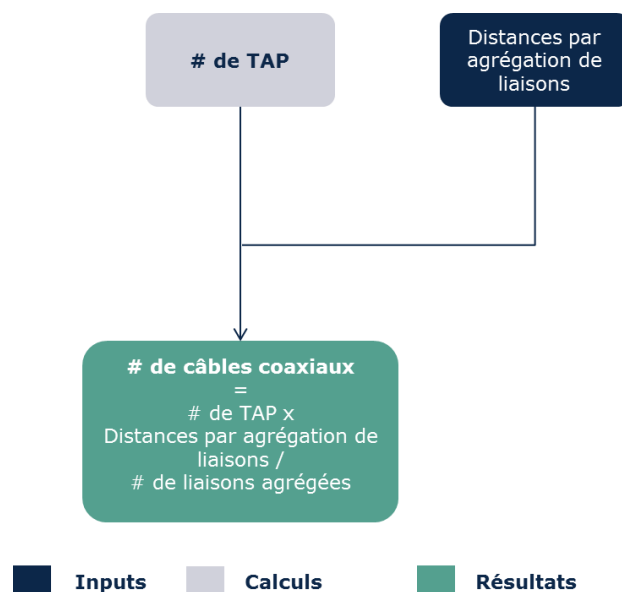 # de TAP
Distances par
agrégation de
liaisons
# de câbles coaxiaux
=
# de TAP x
Distances par agrégation de
liaisons /
# de liaisons agrégées
Inputs
Calculs
Résultats